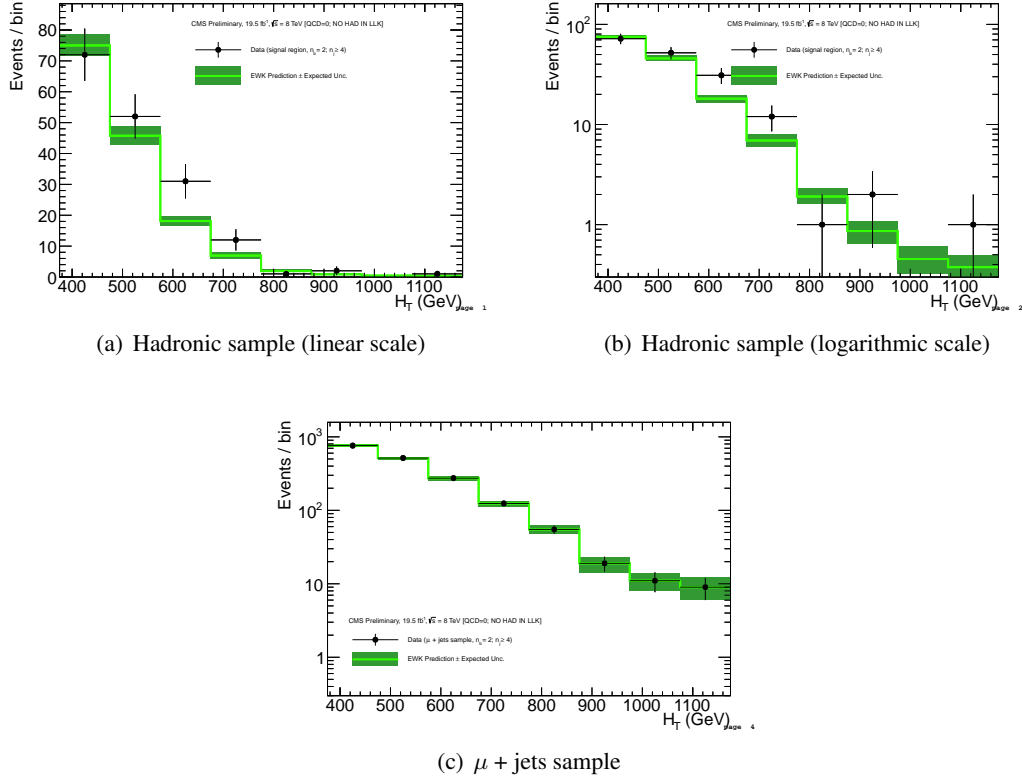 CMS Preliminary, 19.5 fb⁻¹, √s = 8 TeV [QCD=0; NO HAD IN LLK]
Data (signal region, n_b = 2; n_j ≥ 4)
EWK Prediction ± Expected Unc.
Events / bin
80
70
60
50
40
30
20
10
0
400 500 600 700 800 900 1000 1100
H_T (GeV)
page 1
(a) Hadronic sample (linear scale)
CMS Preliminary, 19.5 fb⁻¹, √s = 8 TeV [QCD=0; NO HAD IN LLK]
Data (signal region, n_b = 2; n_j ≥ 4)
EWK Prediction ± Expected Unc.
Events / bin
10²
10
1
400 500 600 700 800 900 1000 1100
H_T (GeV)
page 2
(b) Hadronic sample (logarithmic scale)
Events / bin
10³
10²
10
1
CMS Preliminary, 19.5 fb⁻¹, √s = 8 TeV [QCD=0; NO HAD IN LLK]
Data (μ + jets sample, n_b = 2; n_j ≥ 4)
EWK Prediction ± Expected Unc.
400 500 600 700 800 900 1000 1100
H_T (GeV)
page 4
(c) μ + jets sample